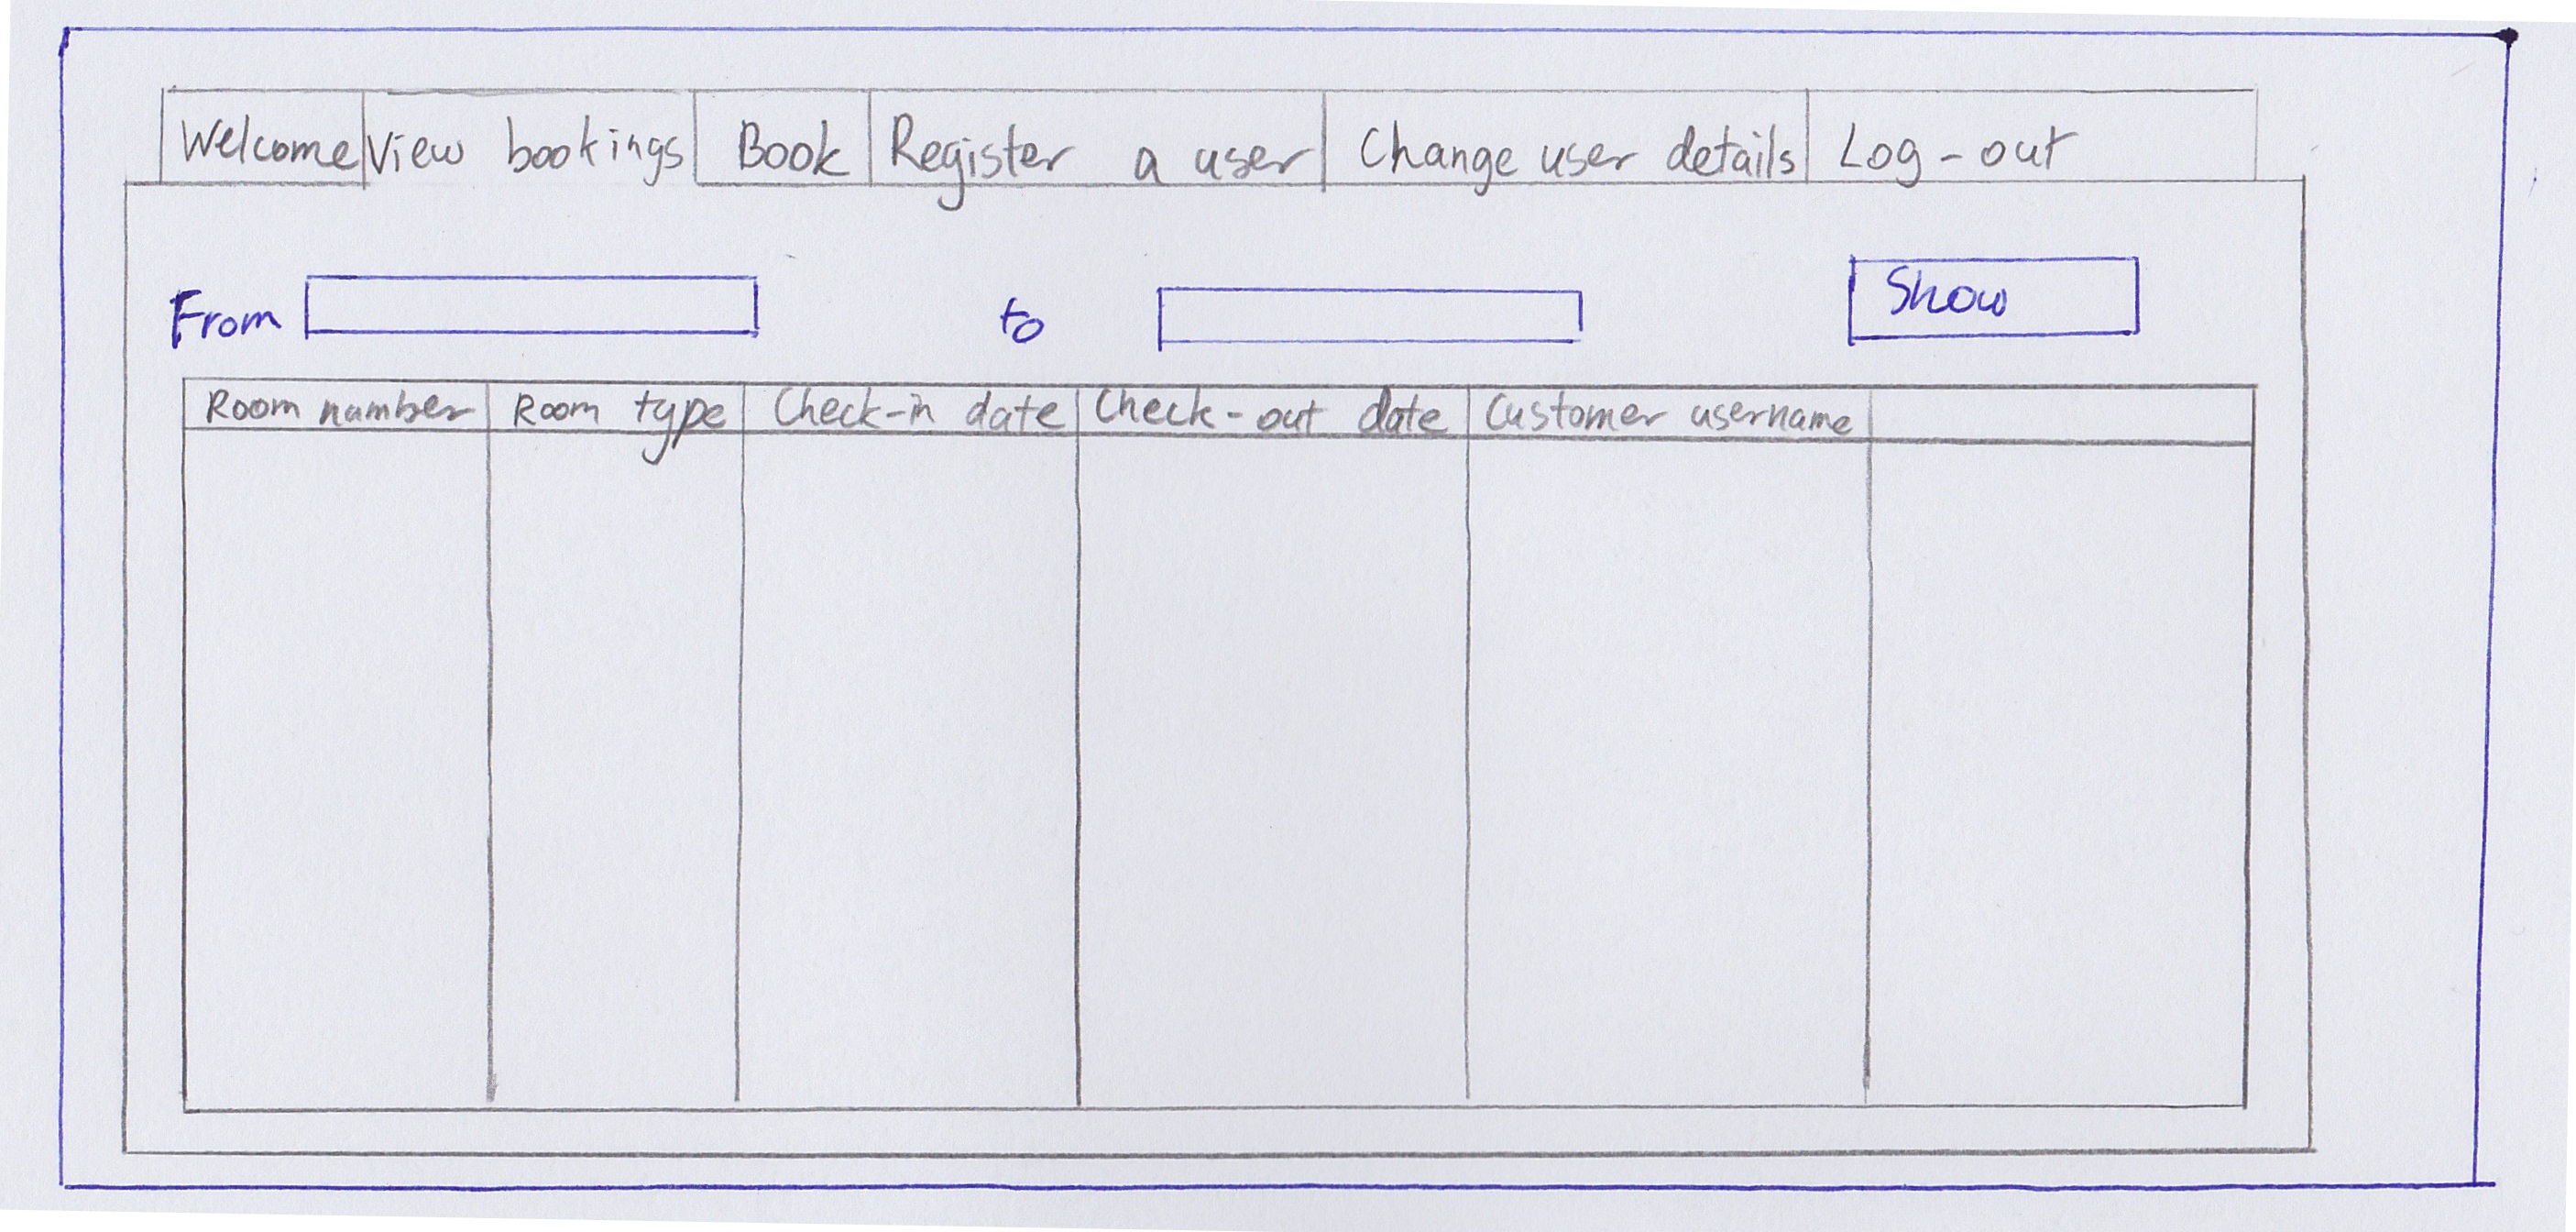 Welcome View bookings Book Register a user Change user details Log-out
From to Show
Room number Room type Check-in date Check-out date Customer username